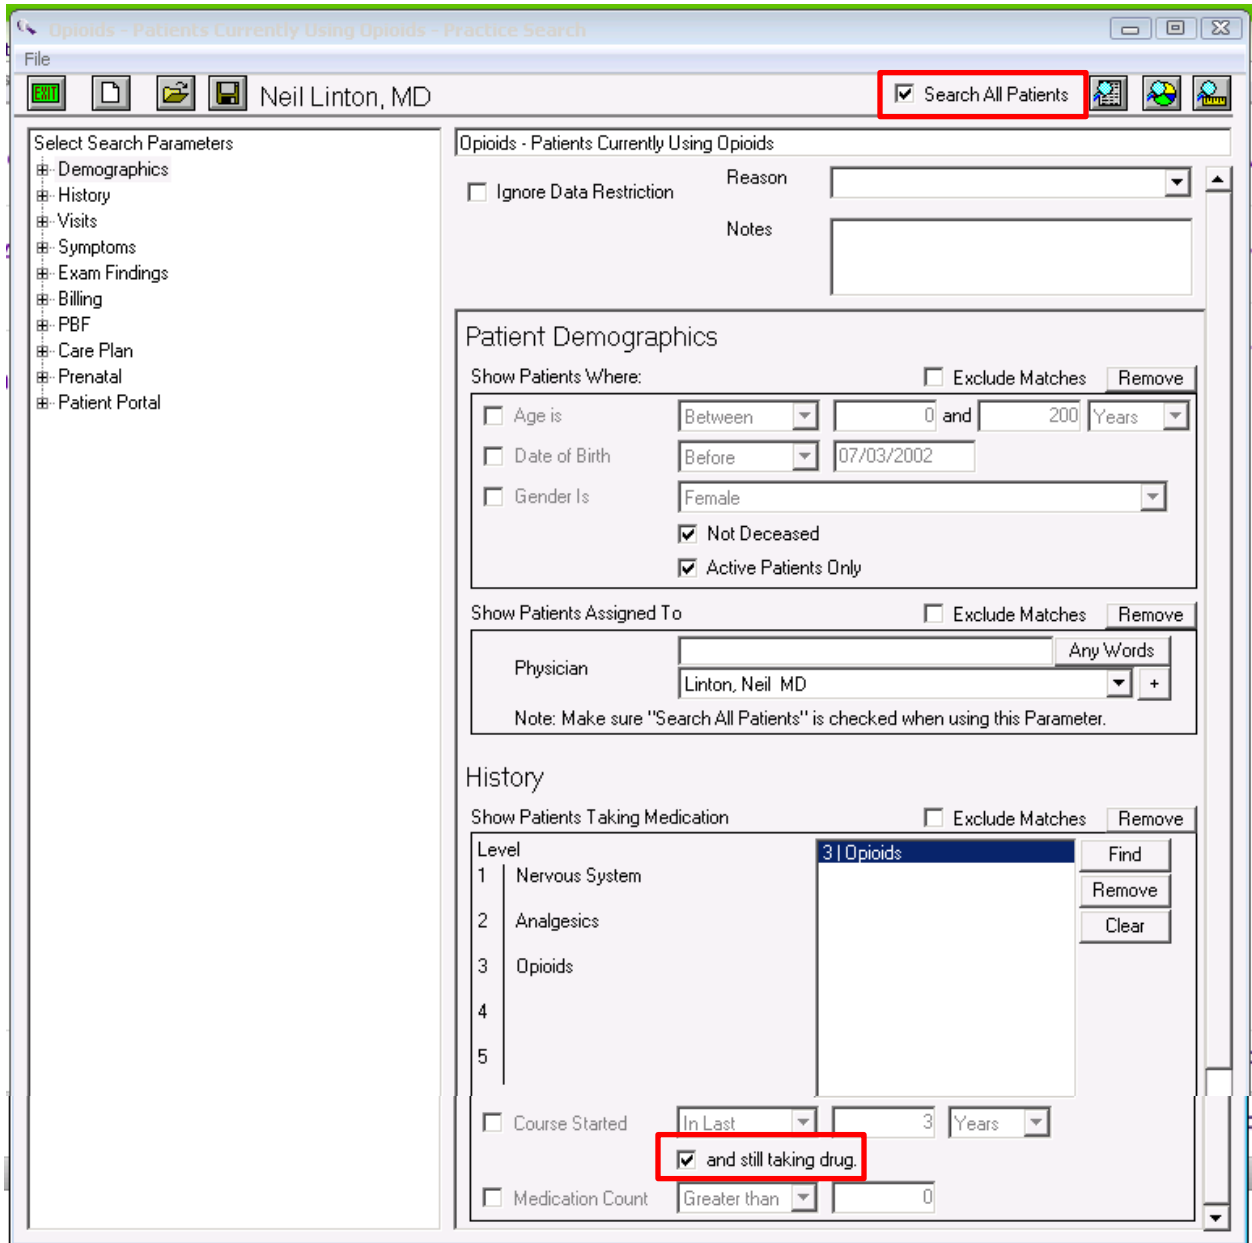 Opioids - Patients Currently Using Opioids - Practice Search
File
EXIT Neil Linton, MD Search All Patients
Select Search Parameters
Demographics
History
Visits
Symptoms
Exam Findings
Billing
PBF
Care Plan
Prenatal
Patient Portal
Opioids - Patients Currently Using Opioids
Ignore Data Restriction Reason
Notes
Patient Demographics
Show Patients Where: Exclude Matches Remove
Age is Between 0 and 200 Years
Date of Birth Before 07/03/2002
Gender Is Female
Not Deceased
Active Patients Only
Show Patients Assigned To Exclude Matches Remove
Any Words
Physician
Linton, Neil MD +
Note: Make sure "Search All Patients" is checked when using this Parameter.
History
Show Patients Taking Medication Exclude Matches Remove
Level 3 | Opioids Find
1 Nervous System
Remove
2 Analgesics Clear
3 Opioids
4
5
Course Started In Last 3 Years
and still taking drug.
Medication Count Greater than 0